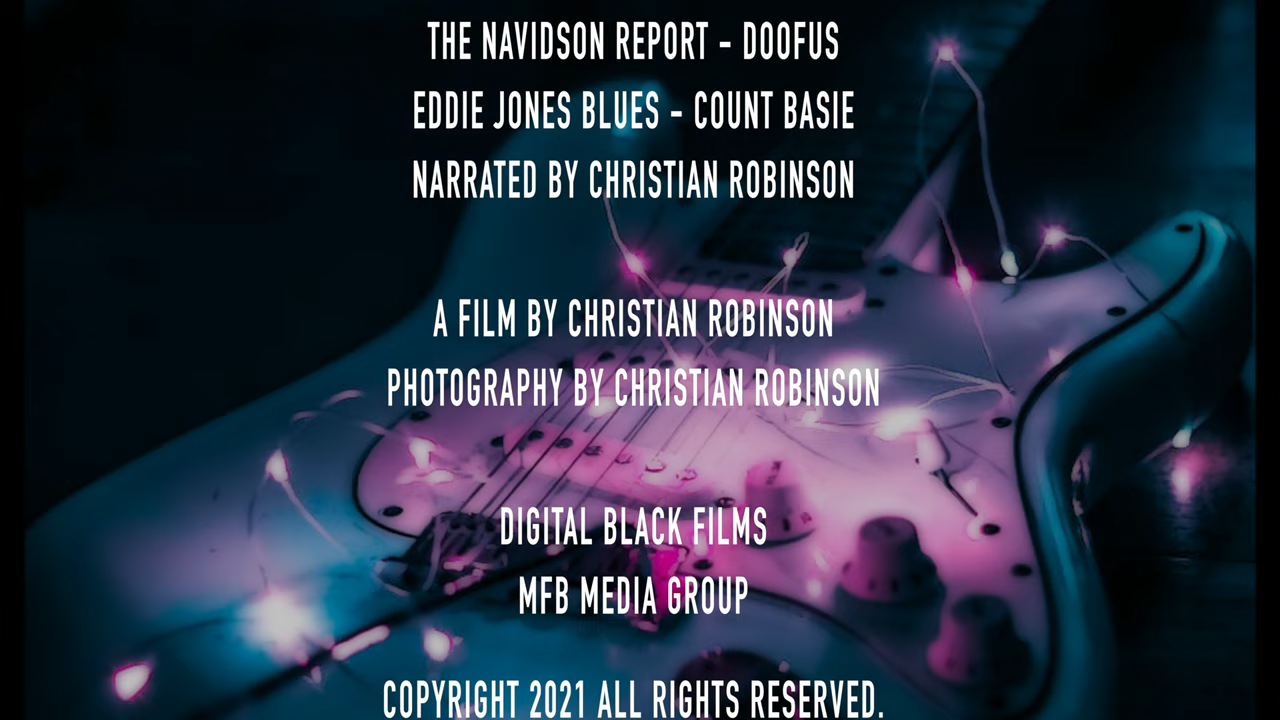 THE NAVIDSON REPORT - DOOFUS
EDDIE JONES BLUES - COUNT BASIE
NARRATED BY CHRISTIAN ROBINSON
A FILM BY CHRISTIAN ROBINSON
PHOTOGRAPHY BY CHRISTIAN ROBINSON
DIGITAL BLACK FILMS
MFB MEDIA GROUP
COPYRIGHT 2021 ALL RIGHTS RESERVED.